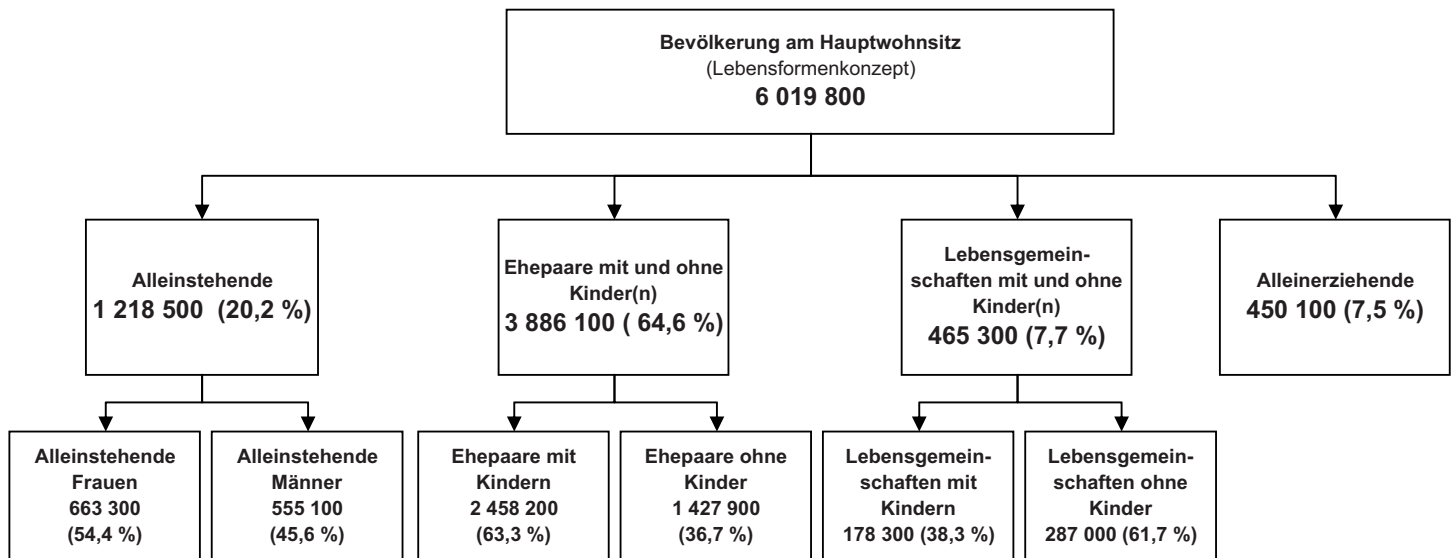 Bevölkerung am Hauptwohnsitz
(Lebensformenkonzept)
6 019 800
Alleinstehende
1 218 500 (20,2 %)
Ehepaare mit und ohne
Kinder(n)
3 886 100 ( 64,6 %)
Lebensgemein-
schaften mit und ohne
Kinder(n)
465 300 (7,7 %)
Alleinerziehende
450 100 (7,5 %)
Alleinstehende
Frauen
663 300
(54,4 %)
Alleinstehende
Männer
555 100
(45,6 %)
Ehepaare mit
Kindern
2 458 200
(63,3 %)
Ehepaare ohne
Kinder
1 427 900
(36,7 %)
Lebensgemein-
schaften mit
Kindern
178 300 (38,3 %)
Lebensgemein-
schaften ohne
Kinder
287 000 (61,7 %)